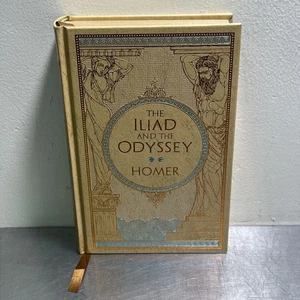 THE
ILIAD
AND THE
ODYSSEY
HOMER